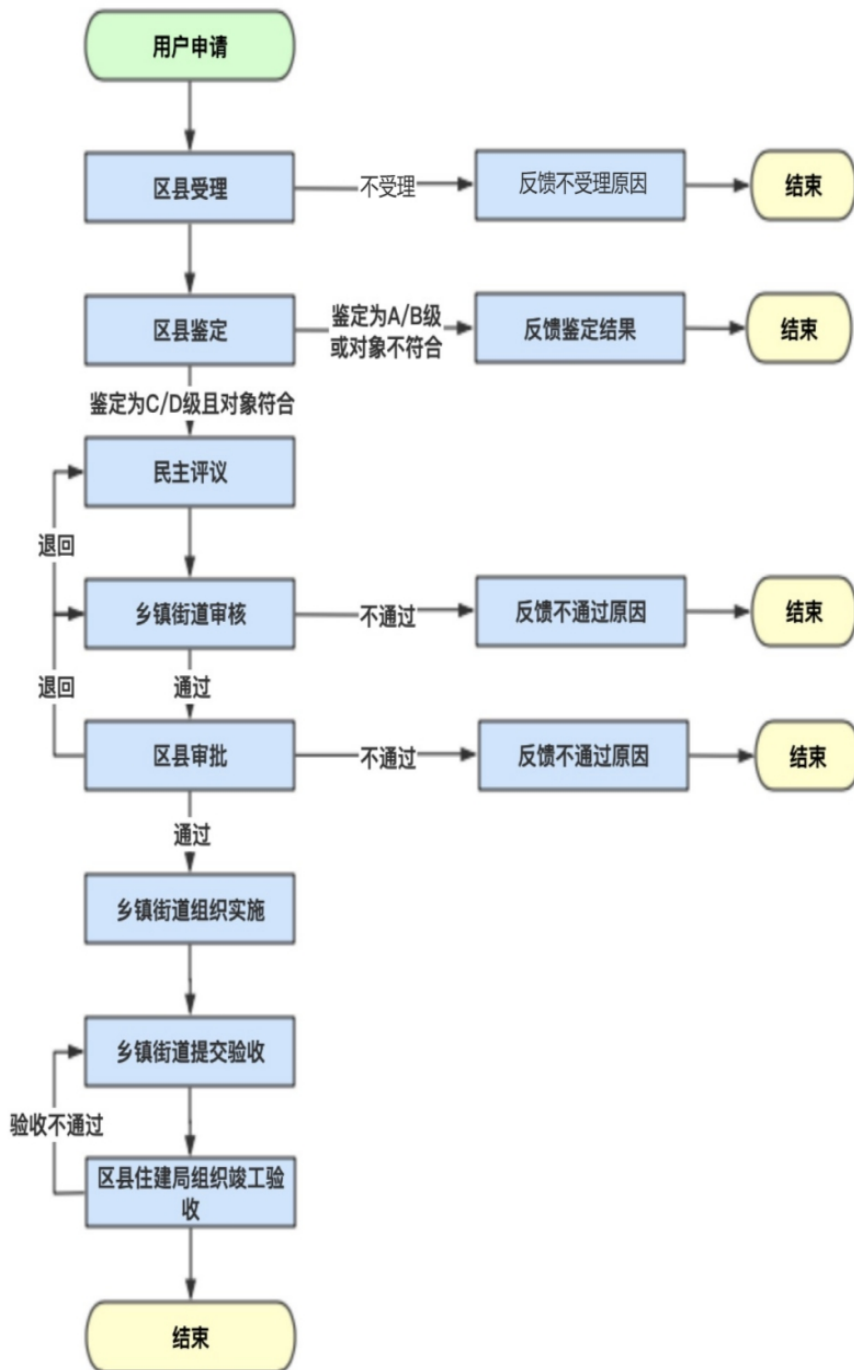 用户申请
区县受理
不受理
反馈不受理原因
结束
区县鉴定
鉴定为A/B级
或对象不符合
反馈鉴定结果
结束
鉴定为C/D级且对象符合
民主评议
退回
乡镇街道审核
不通过
反馈不通过原因
结束
退回
通过
区县审批
不通过
反馈不通过原因
结束
通过
乡镇街道组织实施
乡镇街道提交验收
验收不通过
区县住建局组织竣工验
收
结束